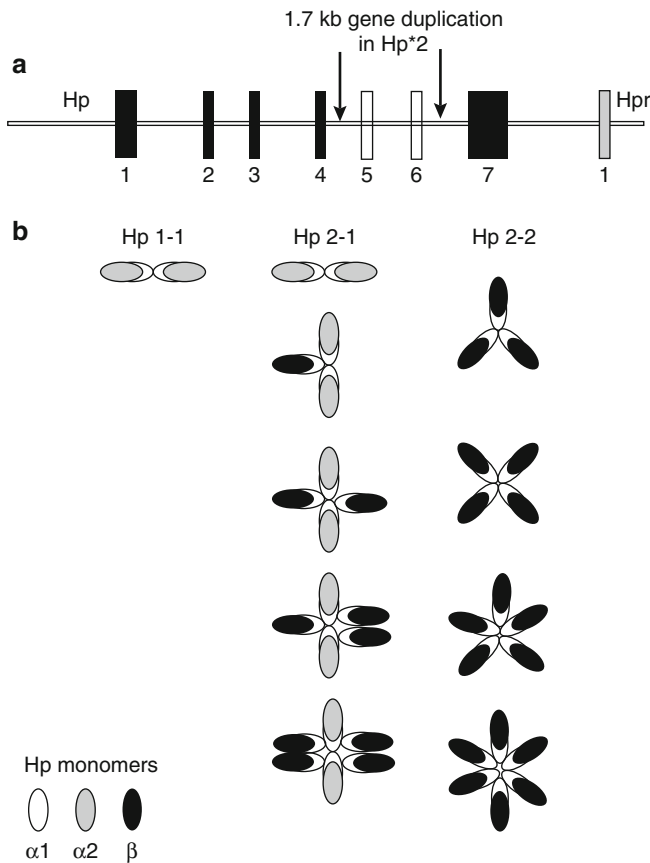 1.7 kb gene duplication
in Hp*2
a
Hp
Hpr
1 2 3 4 5 6 7 1
b
Hp 1-1 Hp 2-1 Hp 2-2
Hp monomers
α1 α2 β